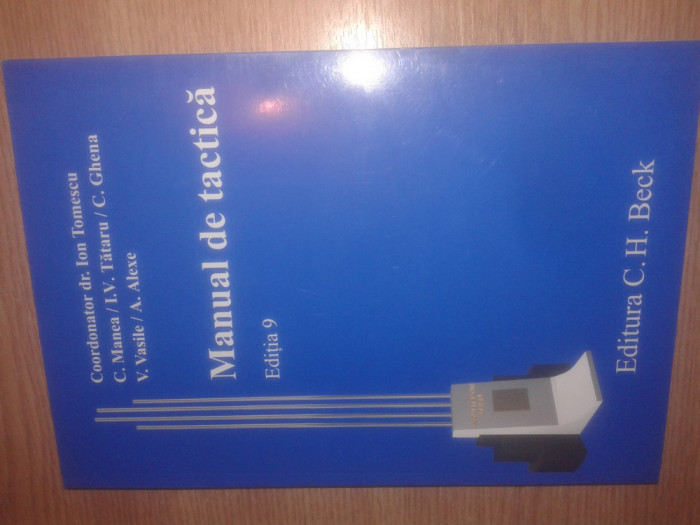 Coordonator dr. Ion Tomescu
C. Manea / I.V. Tătaru / C. Ghena
V. Vasile / A. Alexe
Manual de tactică
Ediția 9
Editura C. H. Beck